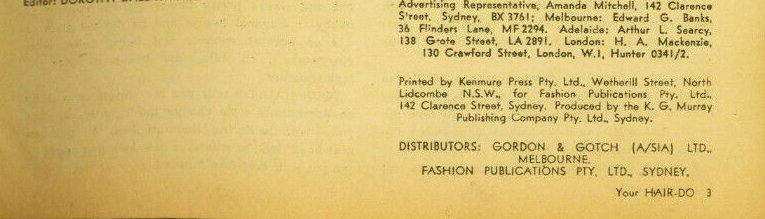 Editor: DOROTHY
Advertising Representative, Amanda Mitchell, 142 Clarence
Street, Sydney, BX 3761; Melbourne: Edward G. Banks,
36 Flinders Lane, MF 2294. Adelaide: Arthur L. Searcy,
138 Grote Street, LA 2891. London: H. A. Mackenzie,
130 Crawford Street, London, W.1, Hunter 0341/2.
Printed by Kenmure Press Pty. Ltd., Wetherill Street, North
Lidcombe N.S.W., for Fashion Publications Pty. Ltd.,
142 Clarence Street, Sydney. Produced by the K. G. Murray
Publishing Company Pty. Ltd., Sydney.
DISTRIBUTORS: GORDON & GOTCH (A/SIA) LTD.,
MELBOURNE.
FASHION PUBLICATIONS PTY. LTD., SYDNEY.
Your HAIR-DO 3